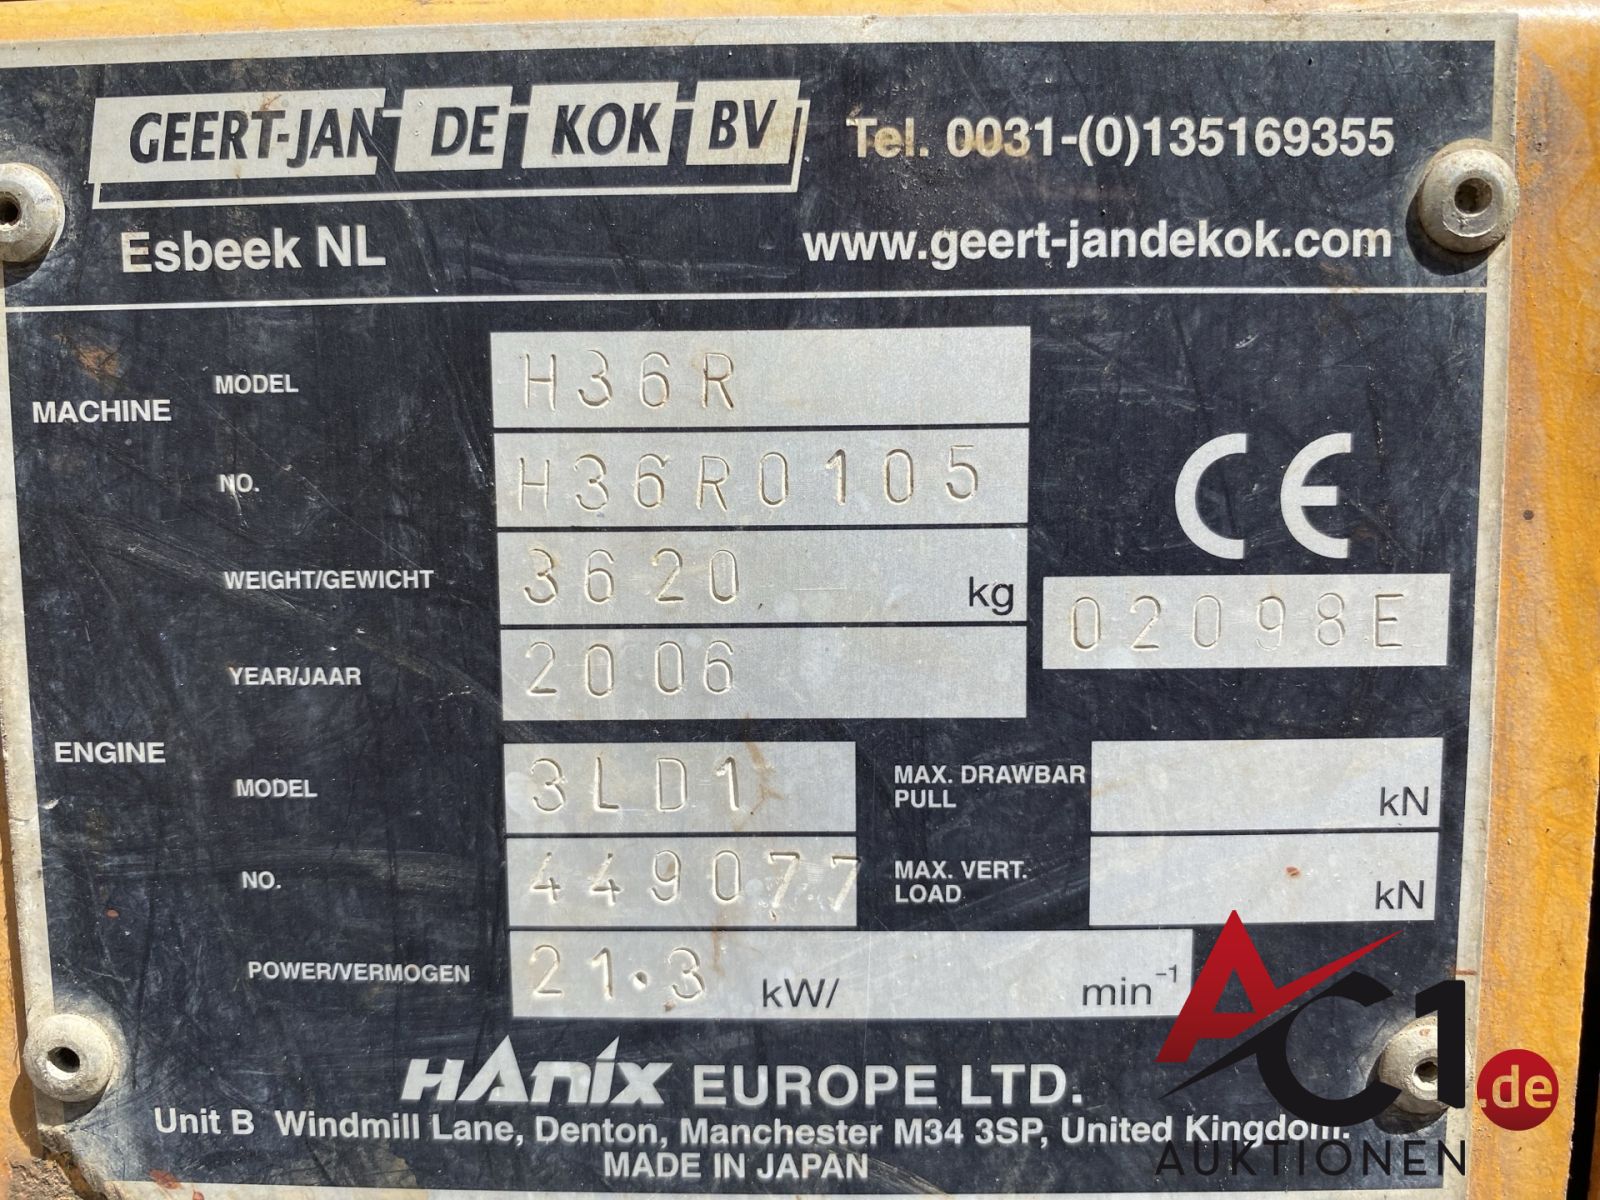 GEERT-JAN DE KOK BV Tel. 0031-(0)135169355
Esbeek NL www.geert-jandekok.com
MACHINE
MODEL H36R
NO. H36R0105
WEIGHT/GEWICHT 3620 kg
YEAR/JAAR 2006
CE
02098E
ENGINE
MODEL 3LD1
NO. 449077
POWER/VERMOGEN 21.3 kW/ min⁻¹
MAX. DRAWBAR
PULL kN
MAX. VERT.
LOAD kN
HAnix EUROPE LTD.
Unit B Windmill Lane, Denton, Manchester M34 3SP, United Kingdom.
MADE IN JAPAN
AC1.de
AUKTIONEN